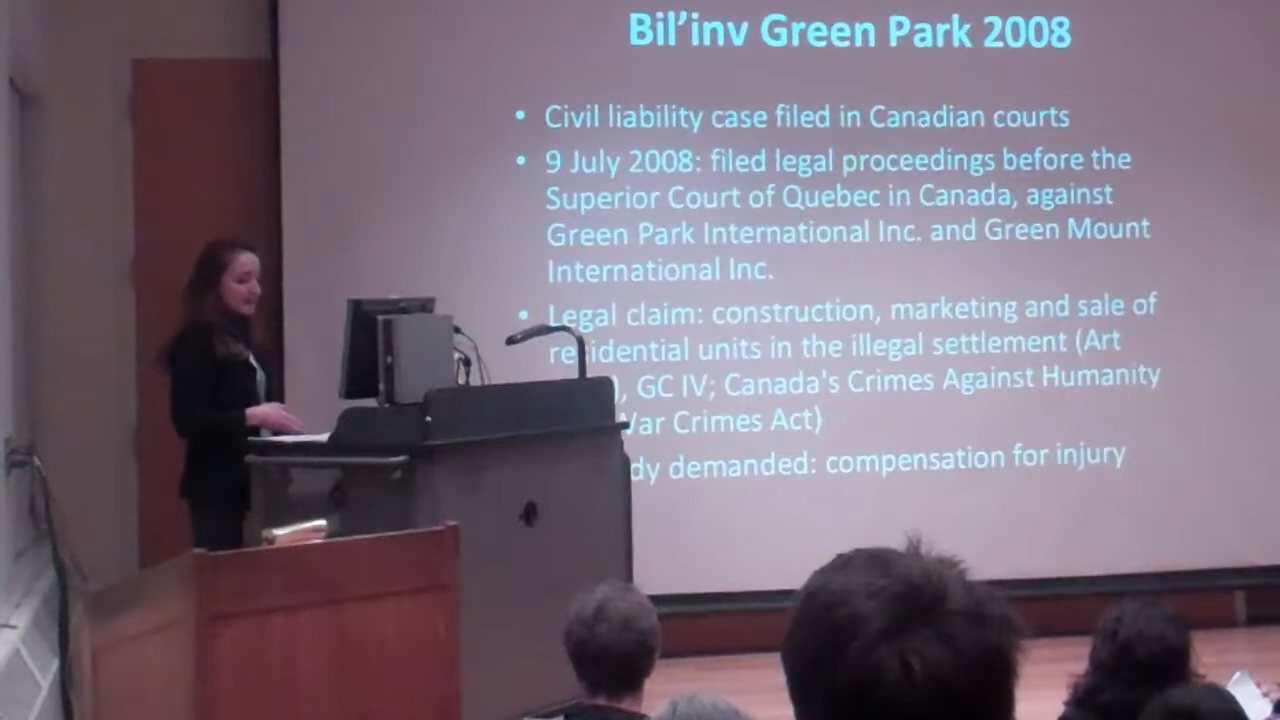 Bil'inv Green Park 2008
• Civil liability case filed in Canadian courts
• 9 July 2008: filed legal proceedings before the
Superior Court of Quebec in Canada, against
Green Park International Inc. and Green Mount
International Inc.
• Legal claim: construction, marketing and sale of
residential units in the illegal settlement (Art
), GC IV; Canada's Crimes Against Humanity
War Crimes Act)
dy demanded: compensation for injury